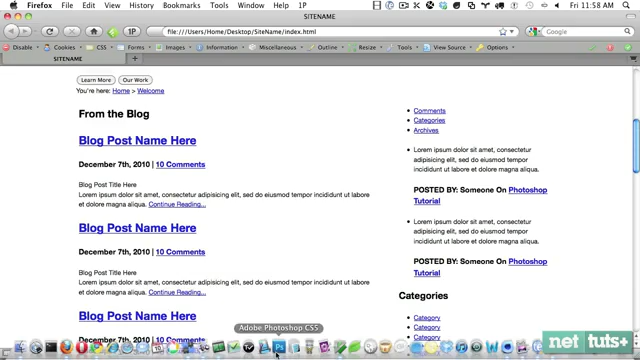 Firefox File Edit View History Bookmarks Tools Window Help 1P Fri 11:58 AM
SITENAME
1P file:///Users/Home/Desktop/SiteName/index.html Google
Disable Cookies CSS Forms Images Information Miscellaneous Outline Resize Tools View Source Options
SITENAME
Learn More Our Work
You're here: Home > Welcome
From the Blog
Blog Post Name Here
December 7th, 2010 | 10 Comments
Blog Post Title Here
Lorem ipsum dolor sit amet, consectetur adipisicing elit, sed do eiusmod tempor incididunt ut labore et dolore magna aliqua. Continue Reading...
Blog Post Name Here
December 7th, 2010 | 10 Comments
Blog Post Title Here
Lorem ipsum dolor sit amet, consectetur adipisicing elit, sed do eiusmod tempor incididunt ut labore et dolore magna aliqua. Continue Reading...
Blog Post Name Here
December 7th, 2010 | 10 Comments
Comments
Categories
Archives
Lorem ipsum dolor sit amet, consectetur
adipisicing elit, sed do eiusmod tempor
incididunt ut labore et dolore magna
aliqua.
POSTED BY: Someone On Photoshop
Tutorial
Lorem ipsum dolor sit amet, consectetur
adipisicing elit, sed do eiusmod tempor
incididunt ut labore et dolore magna
aliqua.
POSTED BY: Someone On Photoshop
Tutorial
Categories
Category
Category
Category
Adobe Photoshop CS5
Ps
net tuts+